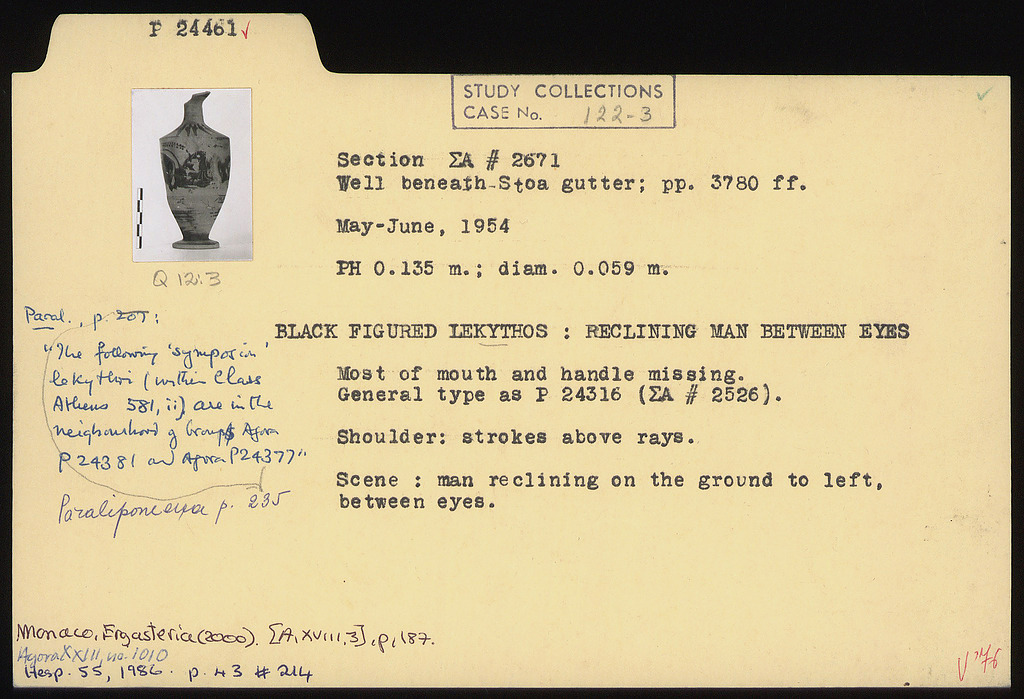 P 24461 ✓
STUDY COLLECTIONS
CASE No. 122-3
✓
Section ΣA # 2671
Well beneath Stoa gutter; pp. 3780 ff.
May-June, 1954
PH 0.135 m.; diam. 0.059 m.
Q 12:3
BLACK FIGURED LEKYTHOS : RECLINING MAN BETWEEN EYES
Most of mouth and handle missing.
General type as P 24316 (ΣA # 2526).
Shoulder: strokes above rays.
Scene : man reclining on the ground to left,
between eyes.
Paral., p. 207:
"The following 'symposion'
lekythoi (within Class
Athens 581, ii) are in the
neighbourhood of Groups Agora
P 24381 and Agora P24377"
Paralipomena p. 235
Monaco, Ergasteria (2000). [A, XVIII, 3], p, 187.
Agora XXIII, no. 1010
Hesp. 55, 1986. p. 43 # 214
V '76